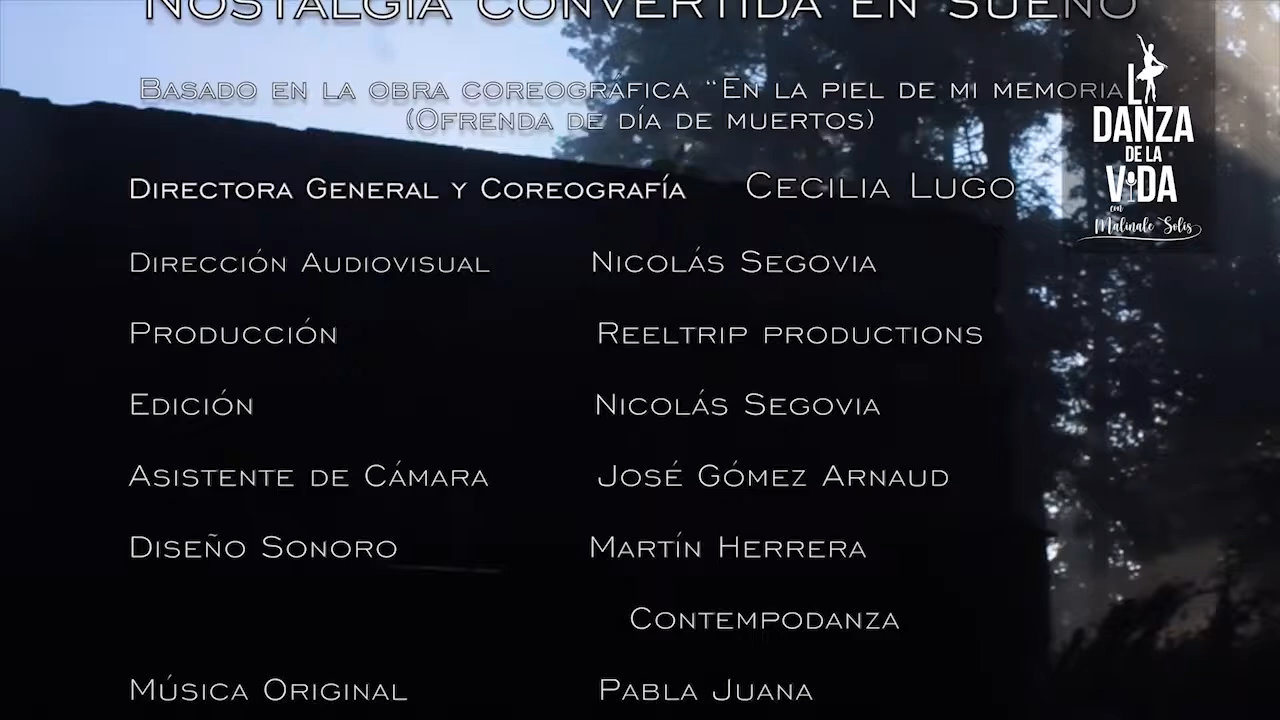 NOSTALGIA CONVERTIDA EN SUEÑO
BASADO EN LA OBRA COREOGRÁFICA “EN LA PIEL DE MI MEMORIA
(OFRENDA DE DÍA DE MUERTOS)
DIRECTORA GENERAL Y COREOGRAFÍA CECILIA LUGO
DIRECCIÓN AUDIOVISUAL NICOLÁS SEGOVIA
PRODUCCIÓN REELTRIP PRODUCTIONS
EDICIÓN NICOLÁS SEGOVIA
ASISTENTE DE CÁMARA JOSÉ GÓMEZ ARNAUD
DISEÑO SONORO MARTÍN HERRERA
CONTEMPODANZA
MÚSICA ORIGINAL PABLA JUANA
LA
DANZA
DE LA
VIDA
con
Malinale Solís